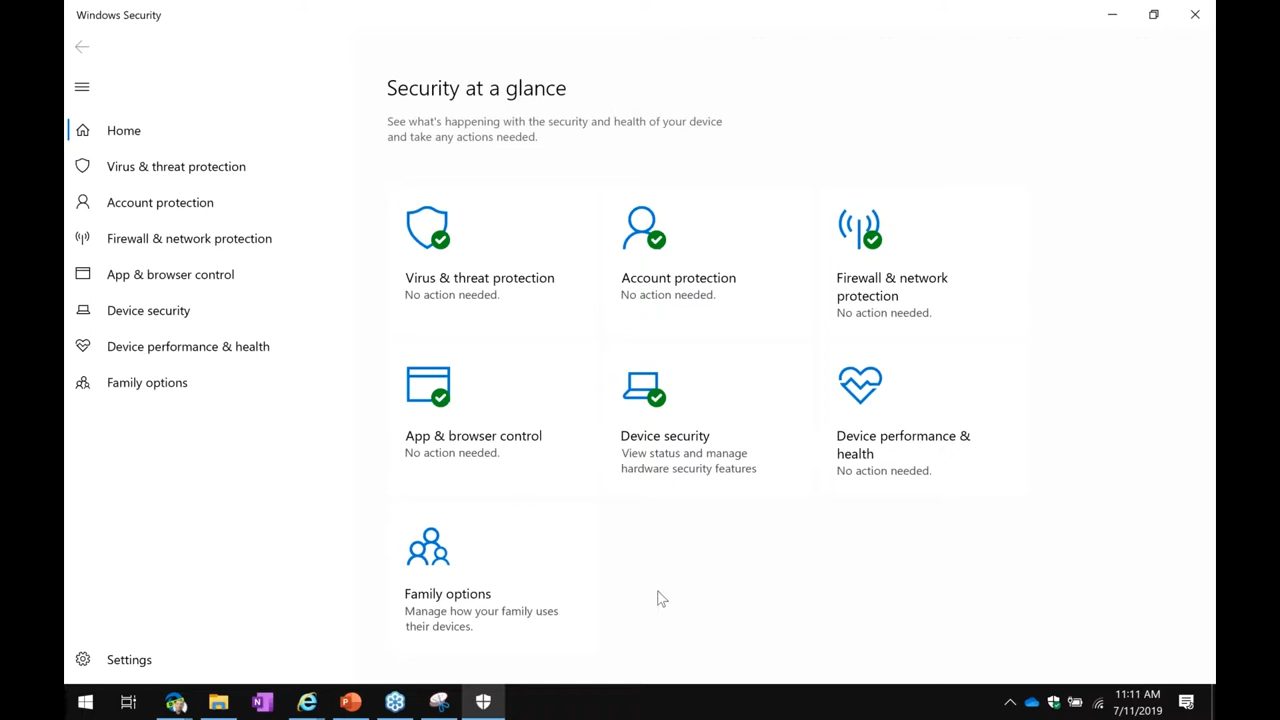 Windows Security
Home
Virus & threat protection
Account protection
Firewall & network protection
App & browser control
Device security
Device performance & health
Family options
Settings
Security at a glance
See what's happening with the security and health of your device
and take any actions needed.
Virus & threat protection
No action needed.
Account protection
No action needed.
Firewall & network
protection
No action needed.
App & browser control
No action needed.
Device security
View status and manage
hardware security features
Device performance &
health
No action needed.
Family options
Manage how your family uses
their devices.
11:11 AM
7/11/2019